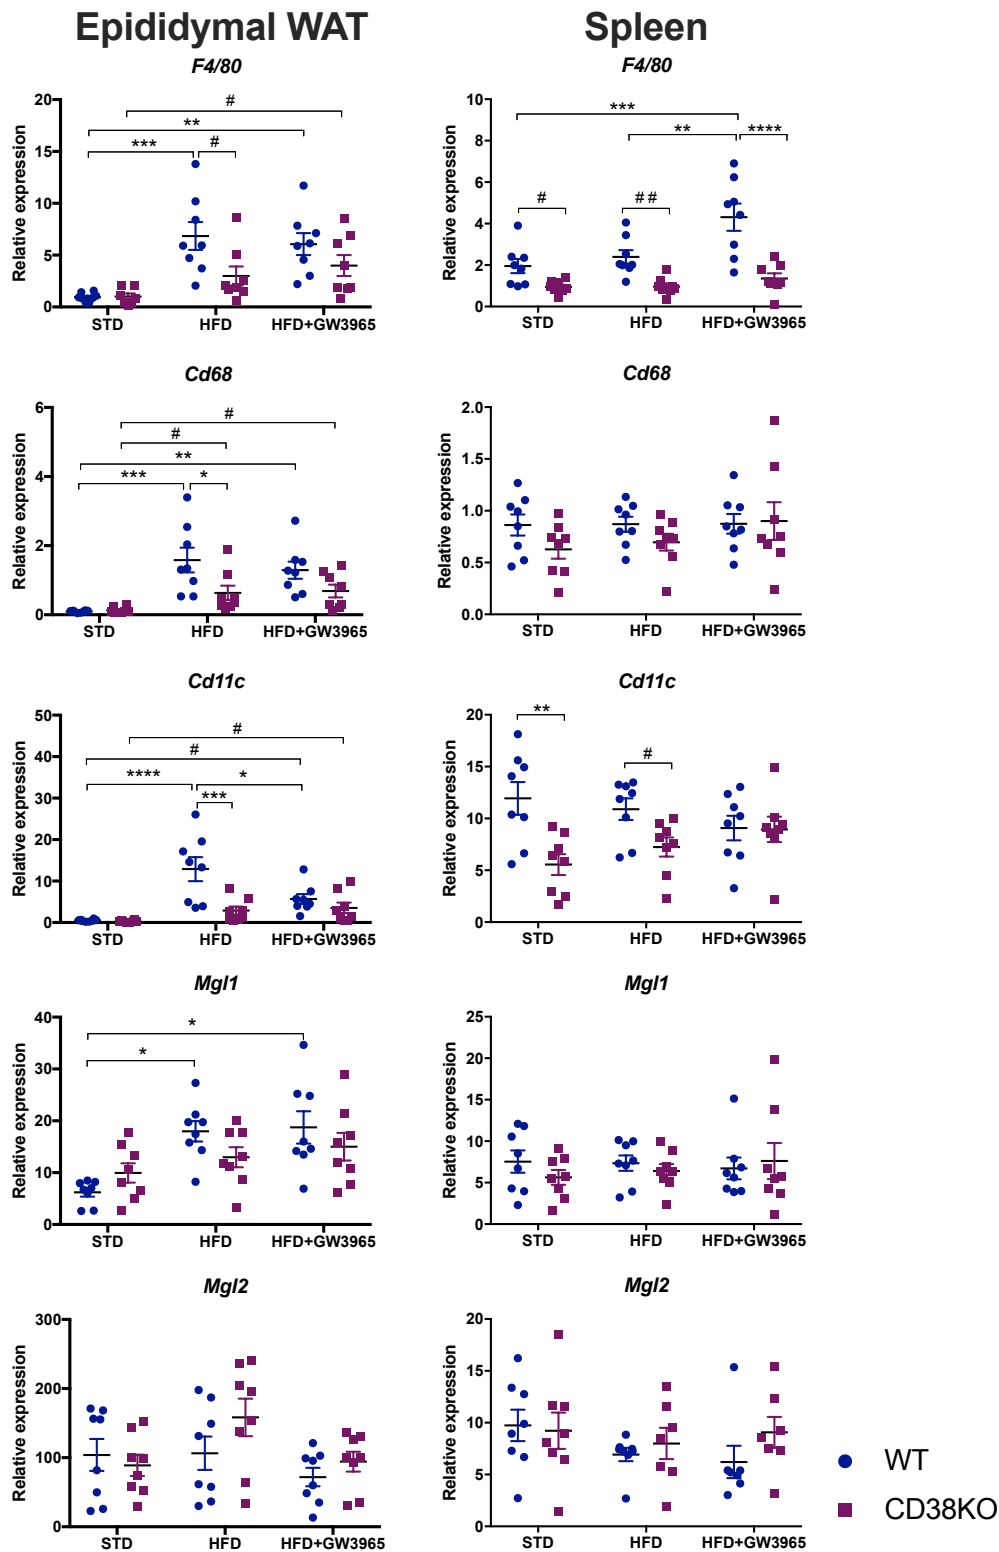 Epididymal WAT
Spleen
F4/80
Relative expression
20
15
10
5
0
#
**
***
#
STD
HFD
HFD+GW3965
F4/80
Relative expression
10
8
6
4
2
0
***
**
****
#
##
STD
HFD
HFD+GW3965
Cd68
Relative expression
6
4
2
0
#
#
**
***
*
STD
HFD
HFD+GW3965
Cd68
Relative expression
2.0
1.5
1.0
0.5
0.0
STD
HFD
HFD+GW3965
Cd11c
Relative expression
50
40
30
20
10
0
#
#
****
*
***
STD
HFD
HFD+GW3965
Cd11c
Relative expression
20
15
10
5
0
**
#
STD
HFD
HFD+GW3965
Mgl1
Relative expression
40
30
20
10
0
*
*
STD
HFD
HFD+GW3965
Mgl1
Relative expression
25
20
15
10
5
0
STD
HFD
HFD+GW3965
Mgl2
Relative expression
300
200
100
0
STD
HFD
HFD+GW3965
Mgl2
Relative expression
20
15
10
5
0
STD
HFD
HFD+GW3965
WT
CD38KO